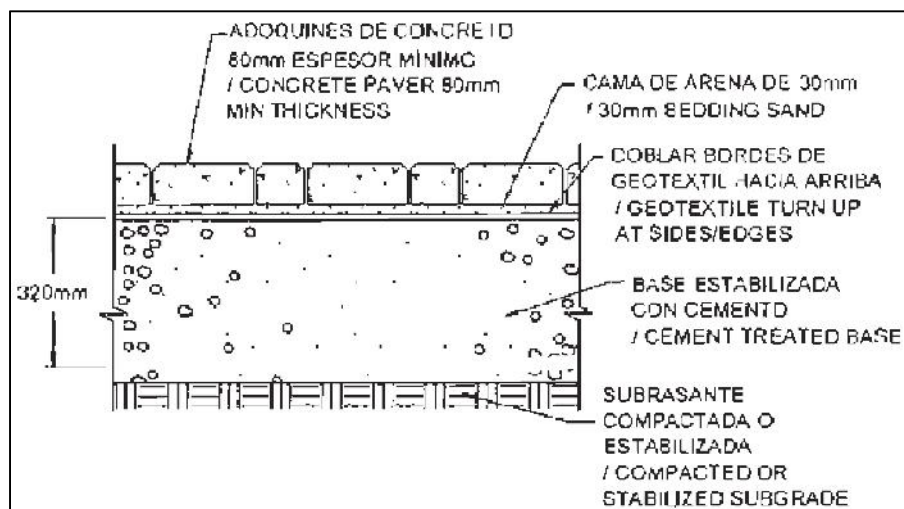 ADOQUINES DE CONCRETO
80mm ESPESOR MÍNIMO
/ CONCRETE PAVER 80mm
MIN THICKNESS
CAMA DE ARENA DE 30mm
/ 30mm BEDDING SAND
COBLAR BORDES DE
GEOTEXTIL HACIA ARRIBA
/ GEOTEXTILE TURN UP
AT SIDES/EDGES
320mm
BASE ESTABILIZADA
CON CEMENTO
/ CEMENT TREATED BASE
SUBRASANTE
COMPACTADA O
ESTABILIZADA
/ COMPACTED OR
STABILIZED SUBGRADE